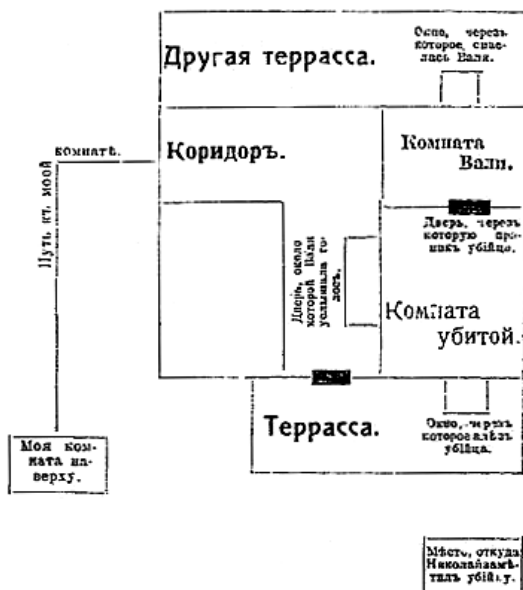 Другая терраса.
Окно, черезъ
которое спас-
лась Валя.
Коридоръ.
Комната
Вали.
комнатѣ.
Путь къ моей
Дверь, черезъ
которую про-
никъ убійца.
Дверь, около
которой Валя
услышала го-
лосъ.
Комната
убитой.
Террасса.
Окно, черезъ
которое влѣзъ
убійца.
Моя ком-
ната на-
верху.
Мѣсто, откуда
Николай замѣ-
тилъ убійцу.